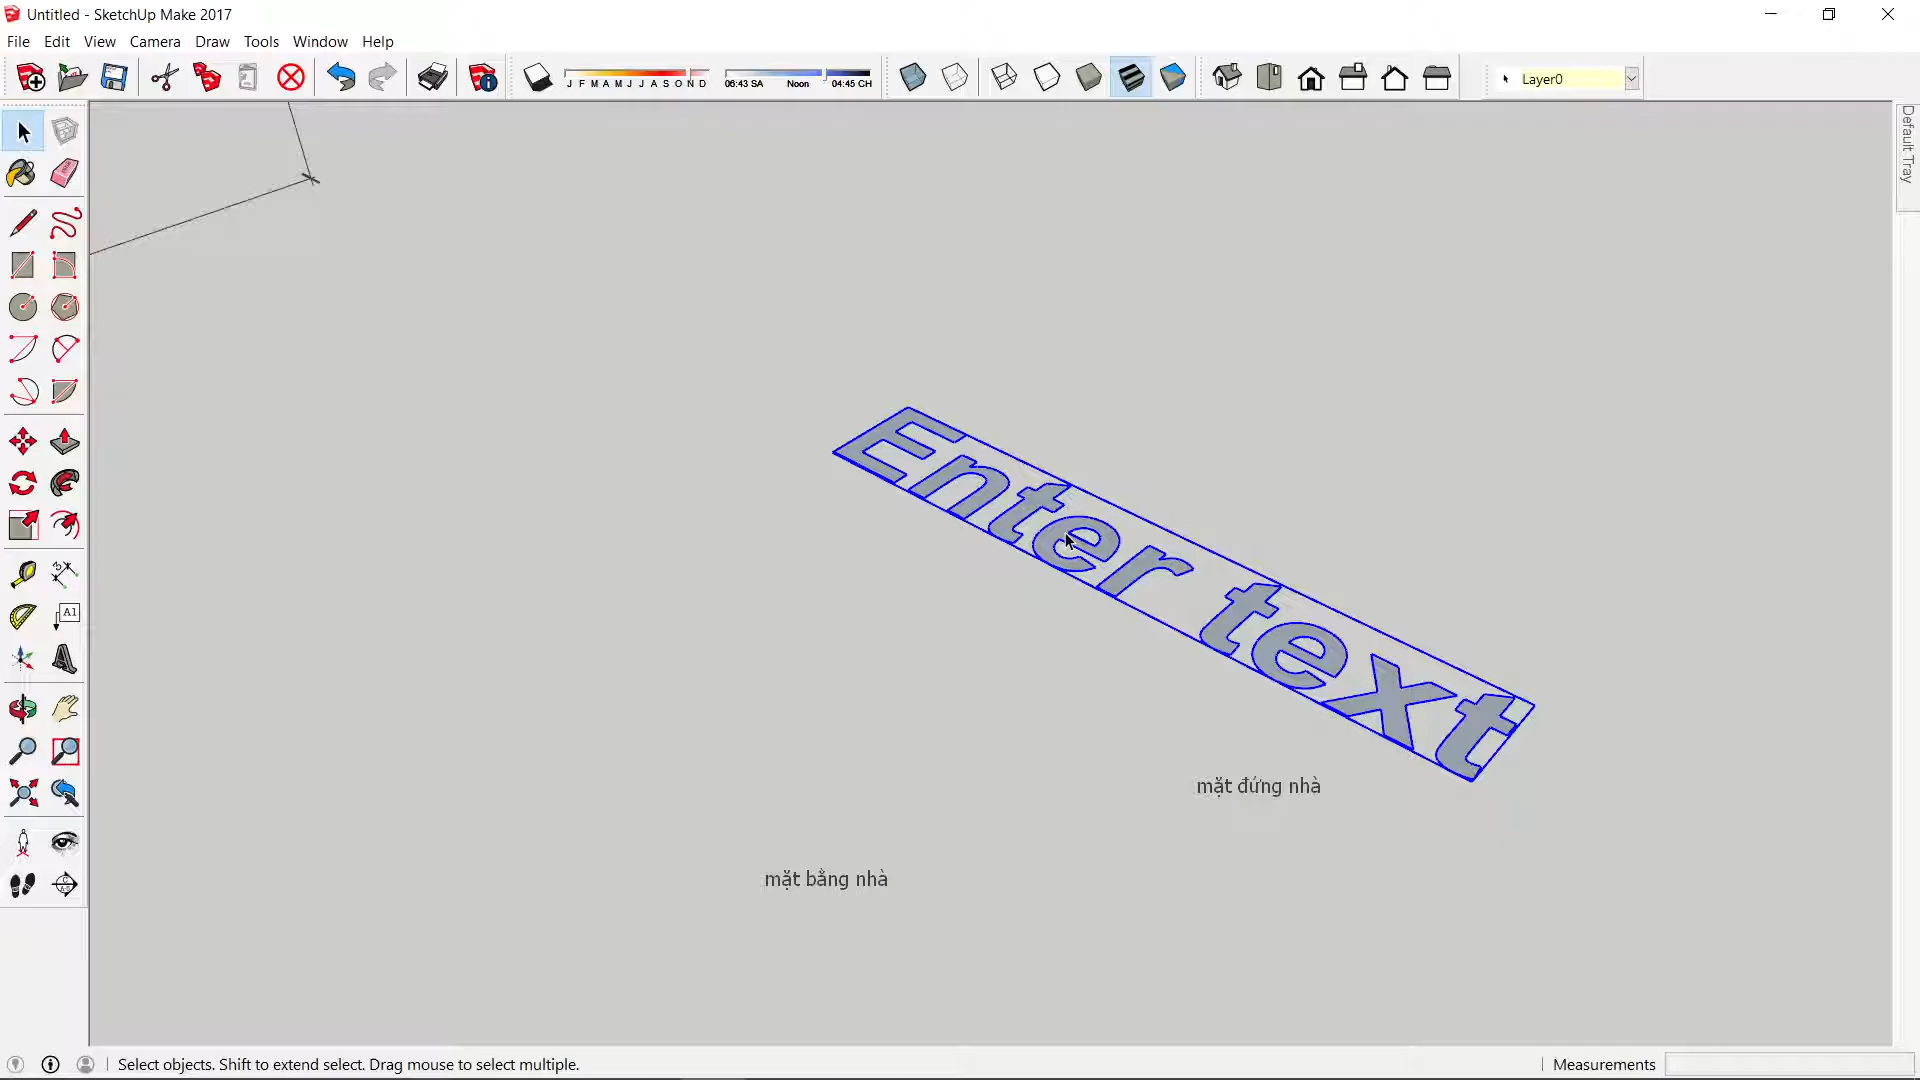 Untitled - SketchUp Make 2017
File Edit View Camera Draw Tools Window Help
J F M A M J J A S O N D
06:43 SA Noon 04:45 CH
Layer0
Default Tray
A1
Enter text
mặt đứng nhà
mặt bằng nhà
Select objects. Shift to extend select. Drag mouse to select multiple.
Measurements